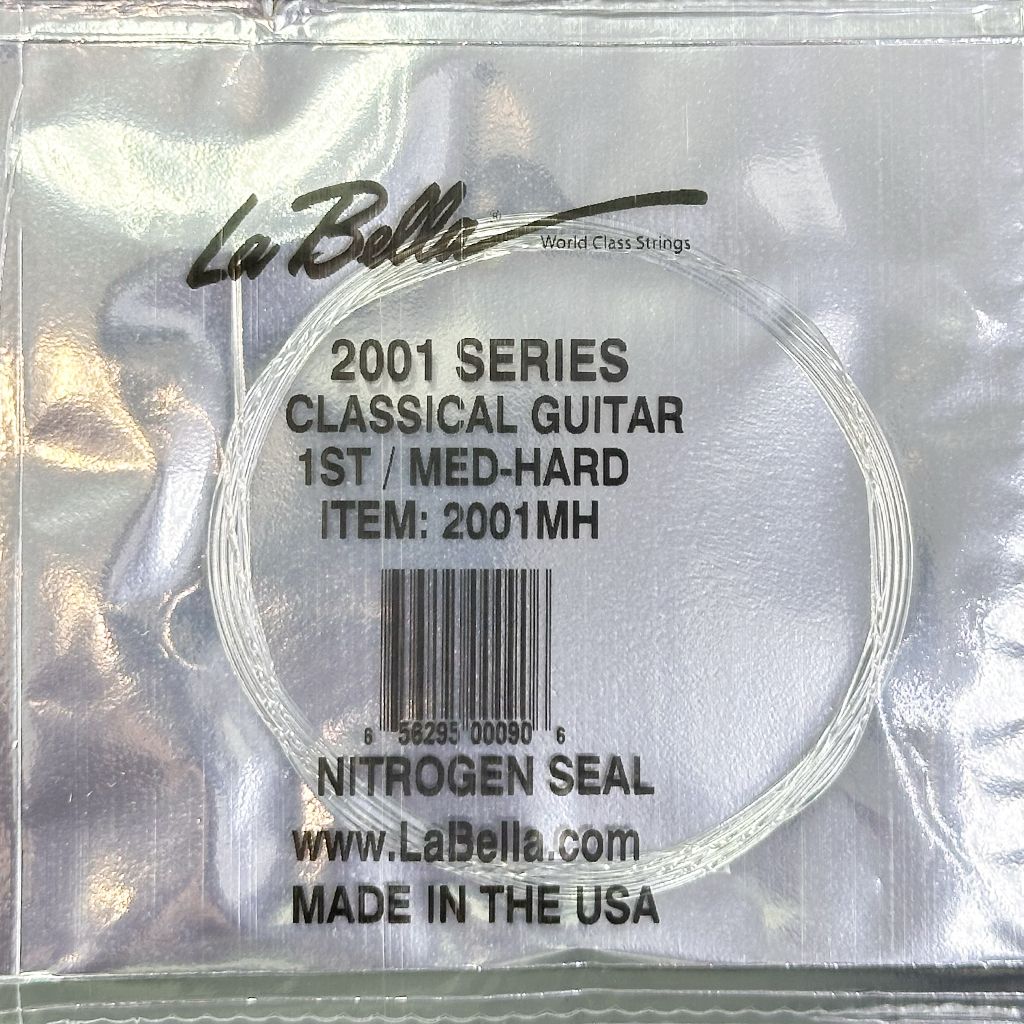 La Bella®
World Class Strings
2001 SERIES
CLASSICAL GUITAR
1ST / MED-HARD
ITEM: 2001MH
6 56295 00090 6
NITROGEN SEAL
www.LaBella.com
MADE IN THE USA